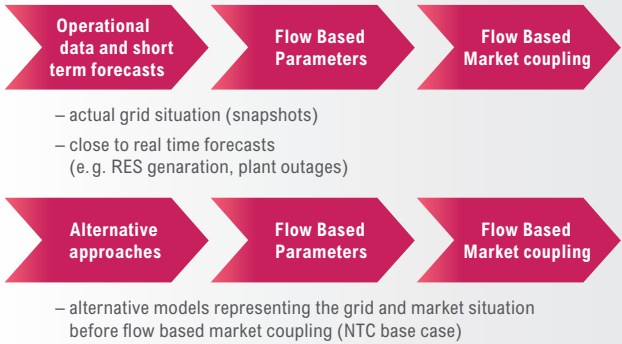 Operational
data and short
term forecasts
Flow Based
Parameters
Flow Based
Market coupling
– actual grid situation (snapshots)
– close to real time forecasts
(e. g. RES genaration, plant outages)
Alternative
approaches
Flow Based
Parameters
Flow Based
Market coupling
– alternative models representing the grid and market situation
before flow based market coupling (NTC base case)